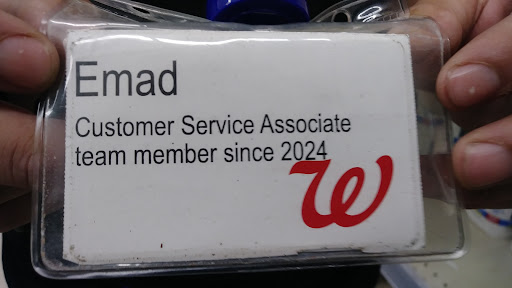 Emad
Customer Service Associate
team member since 2024
W